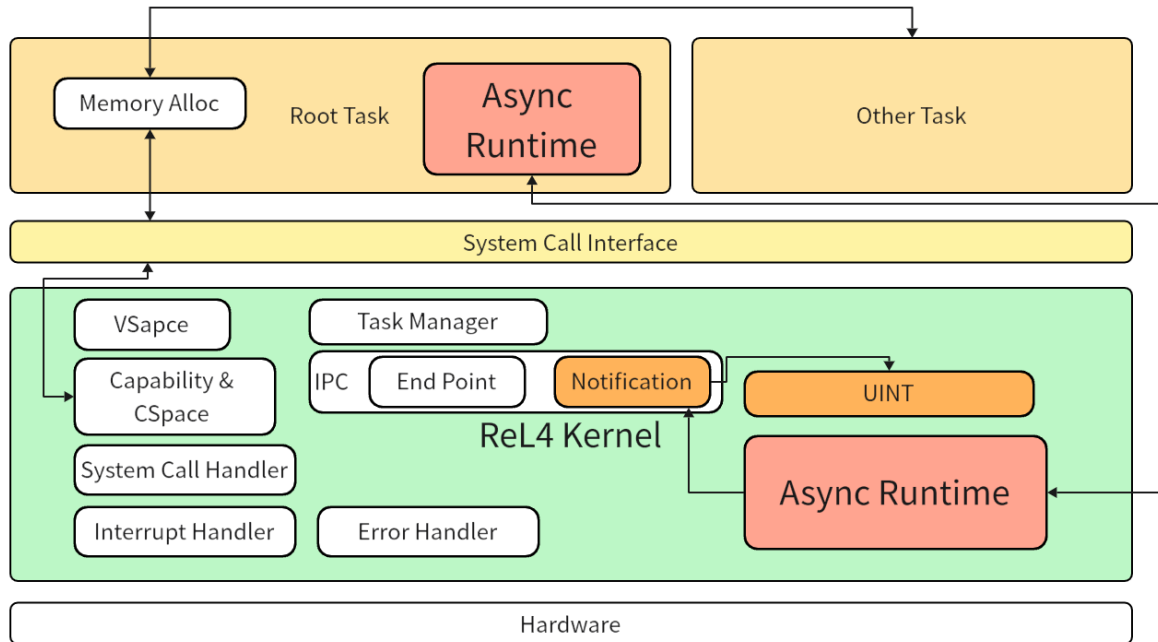 Memory Alloc
Root Task
Async
Runtime
Other Task
System Call Interface
VSapce
Task Manager
Capability &
CSpace
IPC
End Point
Notification
UINT
ReL4 Kernel
System Call Handler
Async Runtime
Interrupt Handler
Error Handler
Hardware